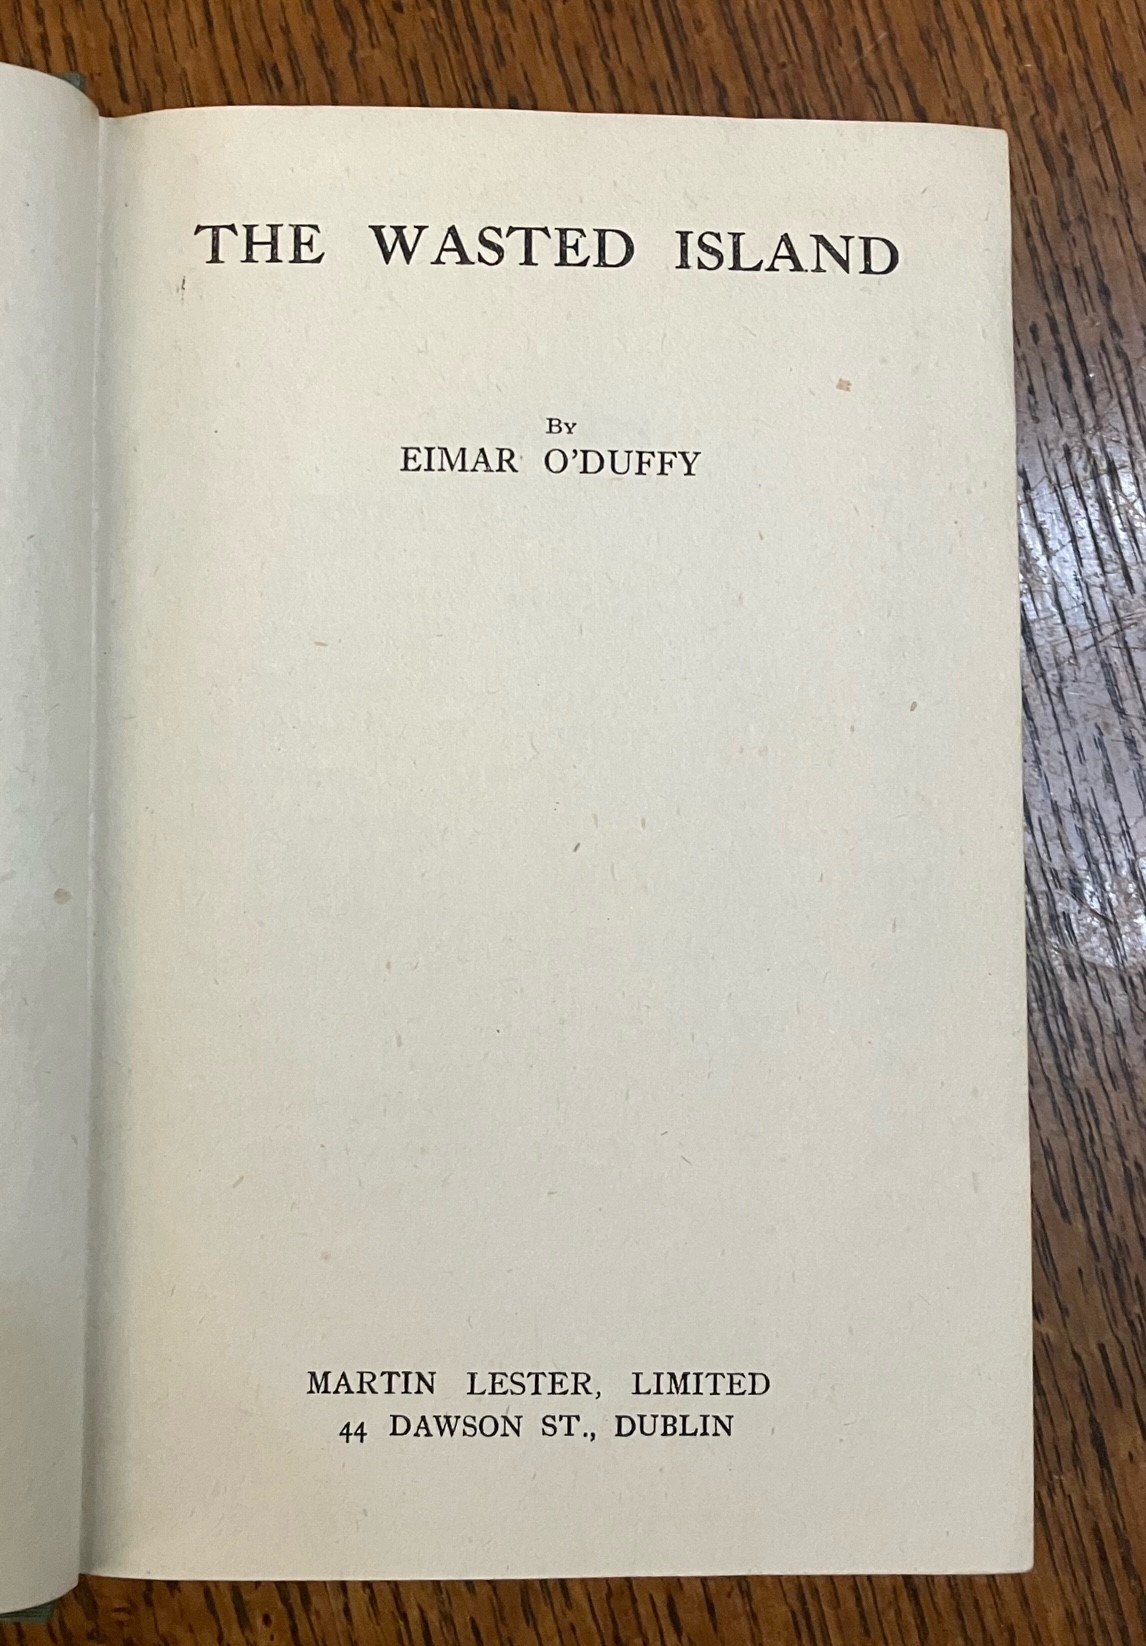 THE WASTED ISLAND
By
EIMAR O'DUFFY
MARTIN LESTER, LIMITED
44 DAWSON ST., DUBLIN